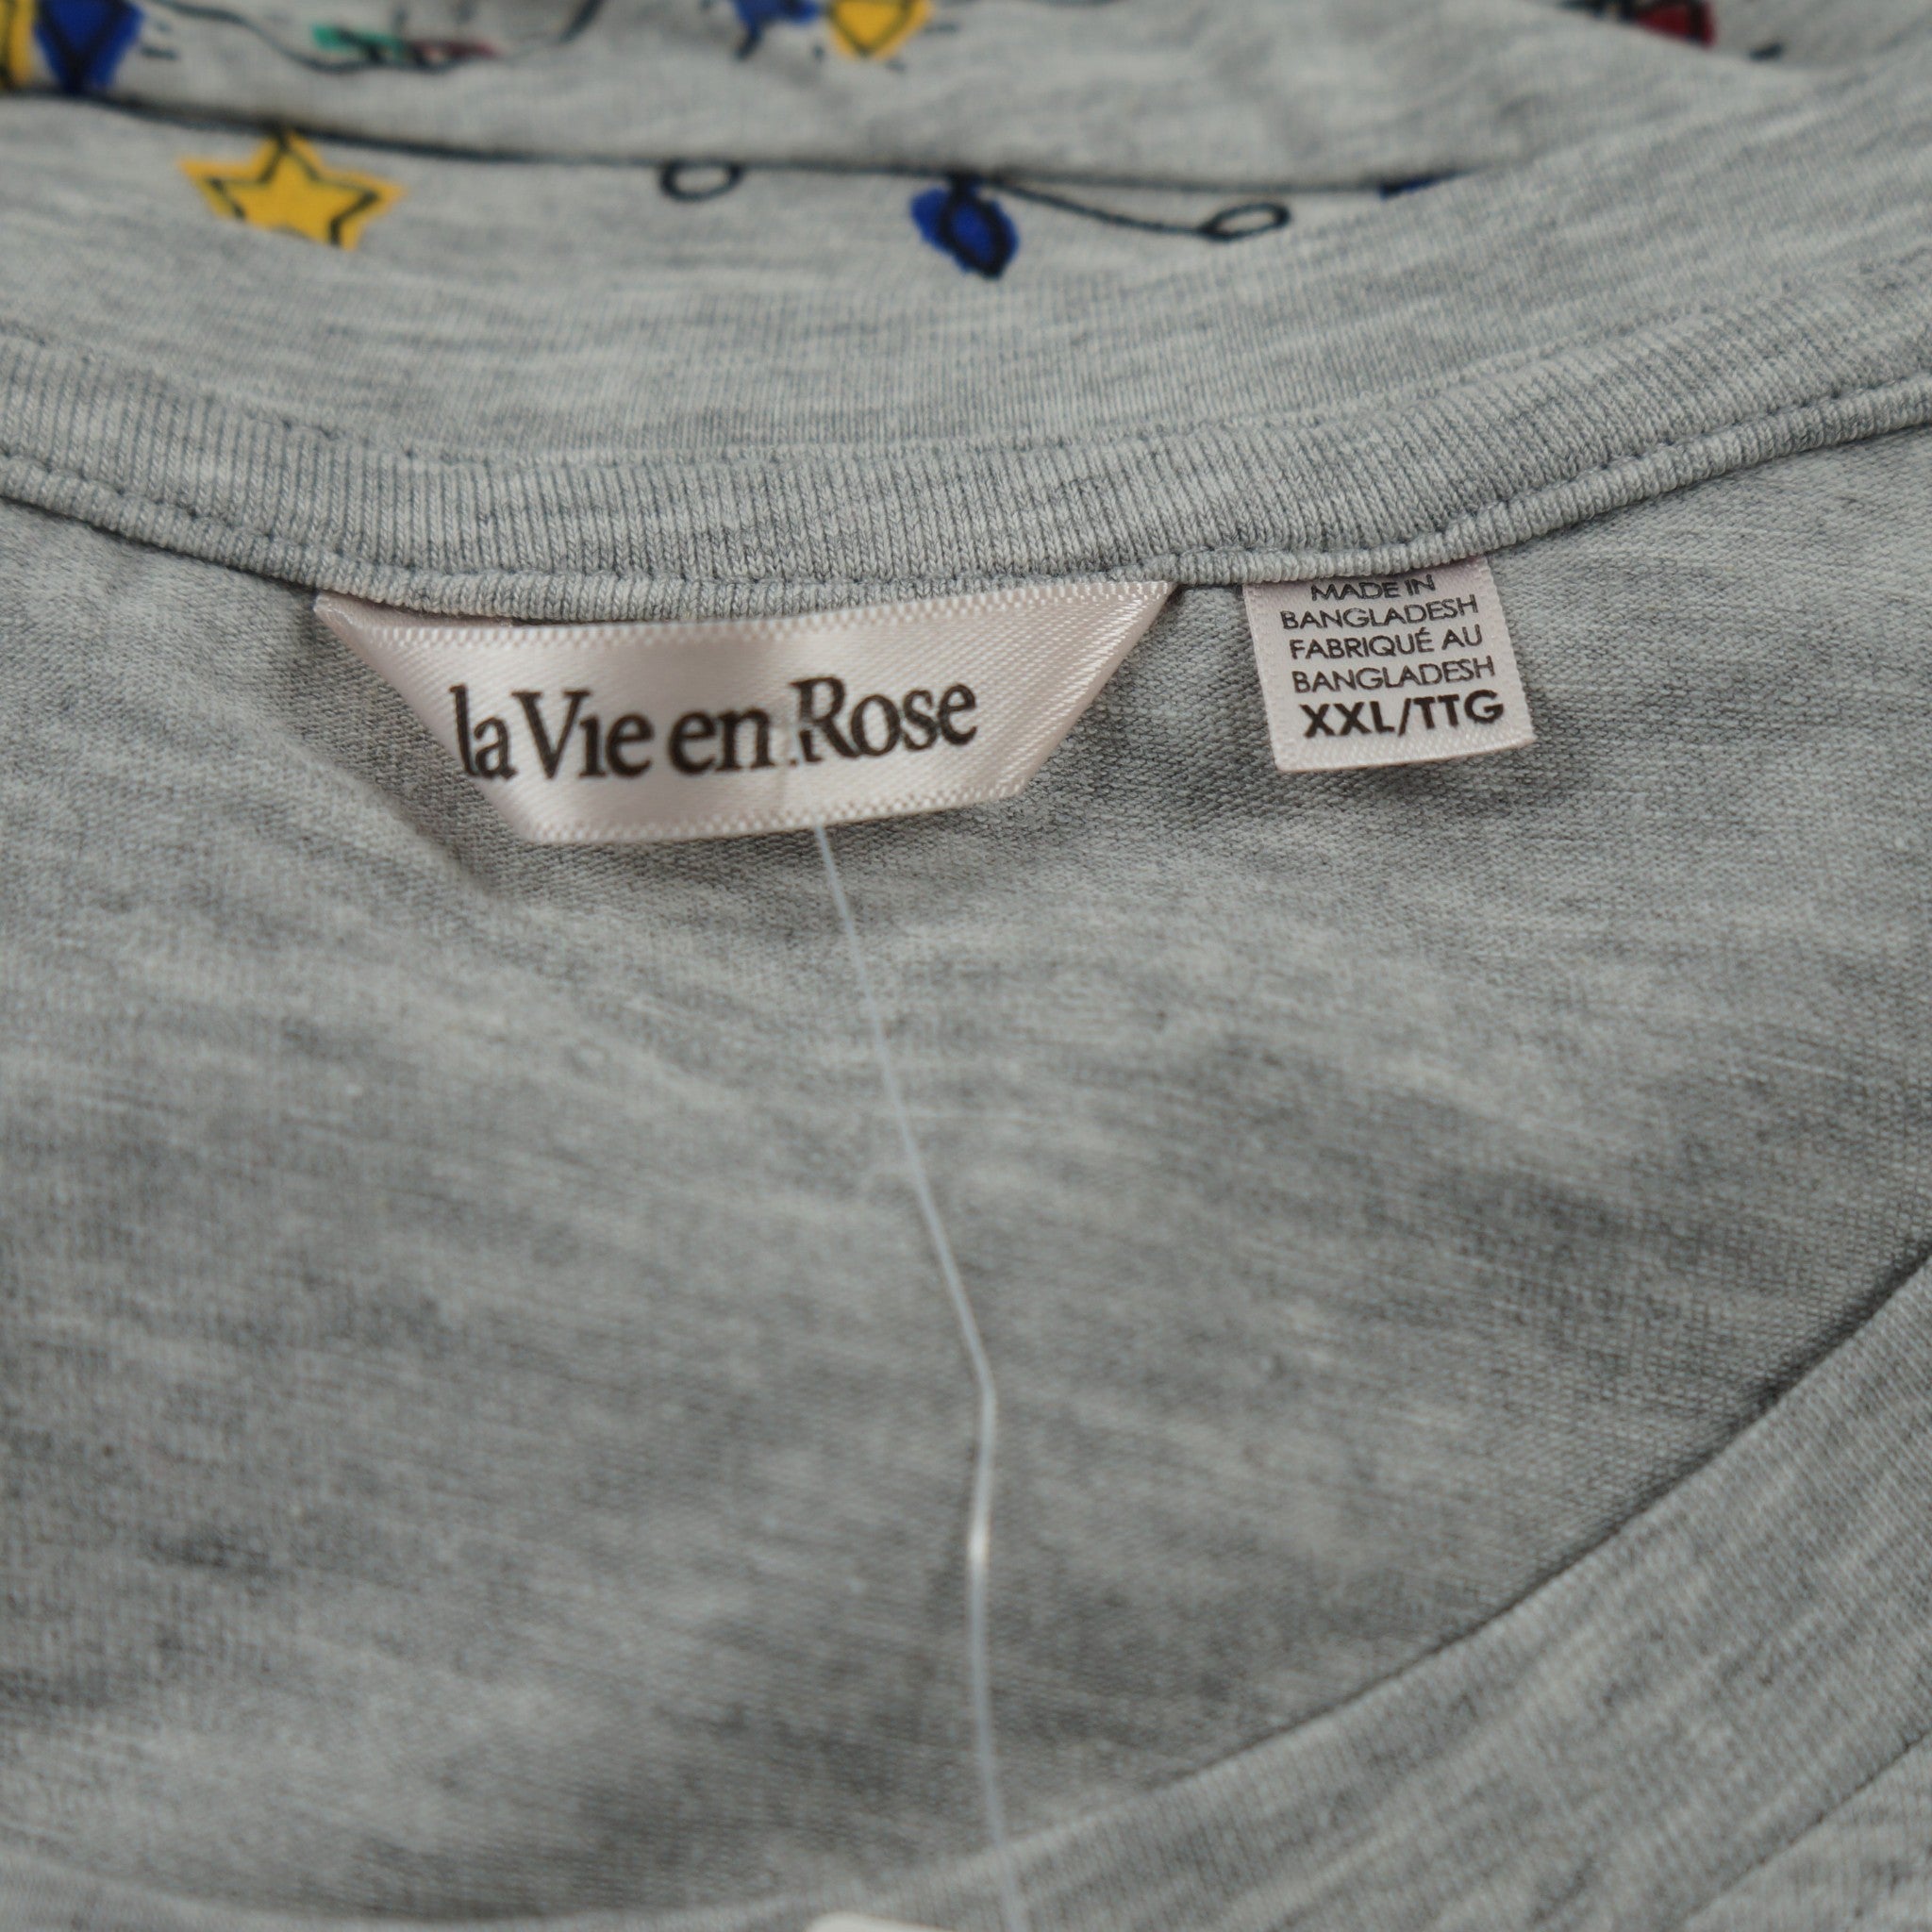 la Vie en Rose
MADE IN
BANGLADESH
FABRIQUÉ AU
BANGLADESH
XXL/TTG